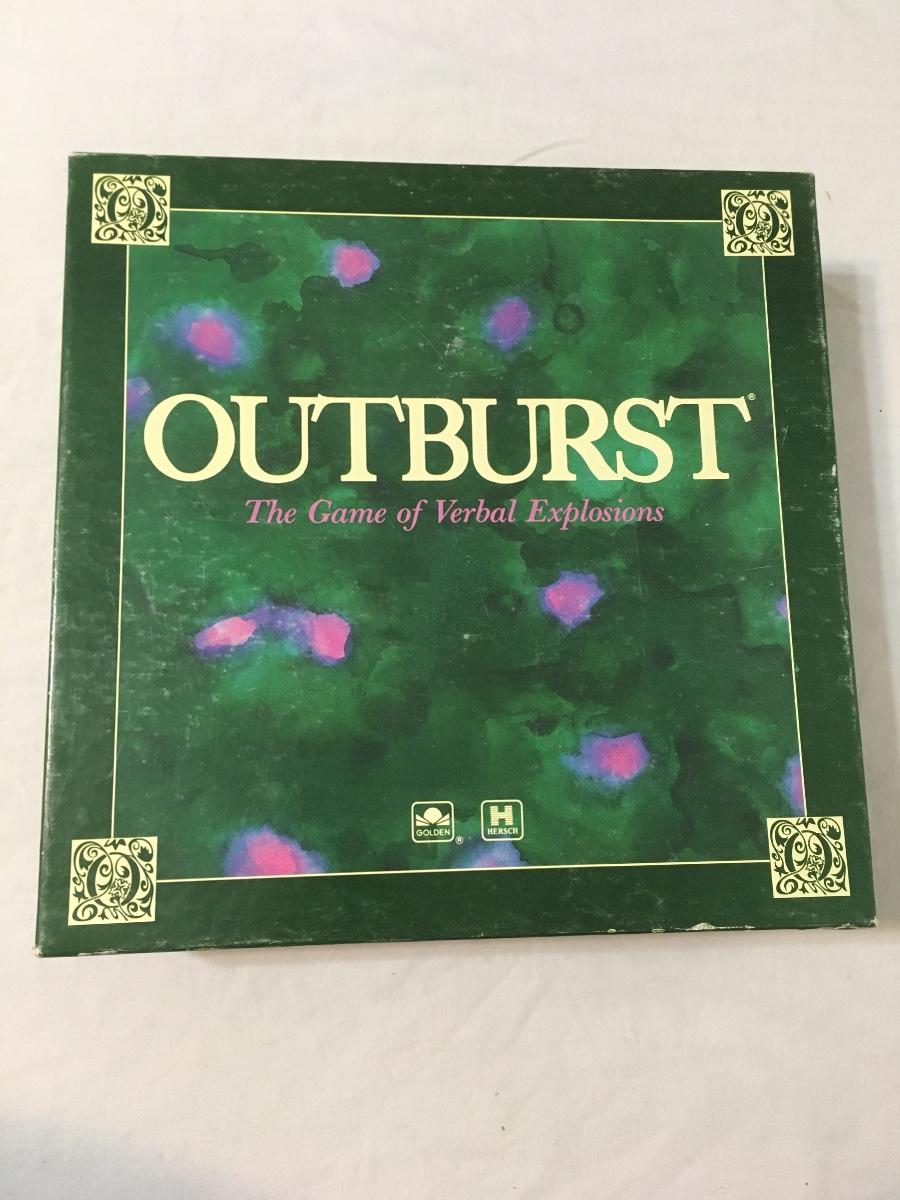 OUTBURST®
The Game of Verbal Explosions
GOLDEN ®
HERSCH